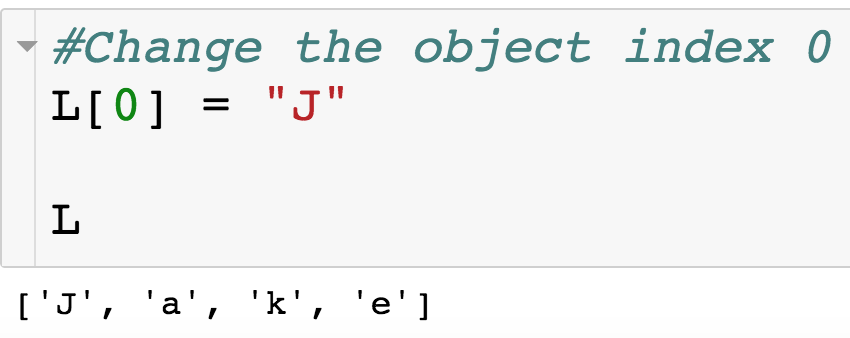 #Change the object index 0
L[0] = "J"
L
['J', 'a', 'k', 'e']